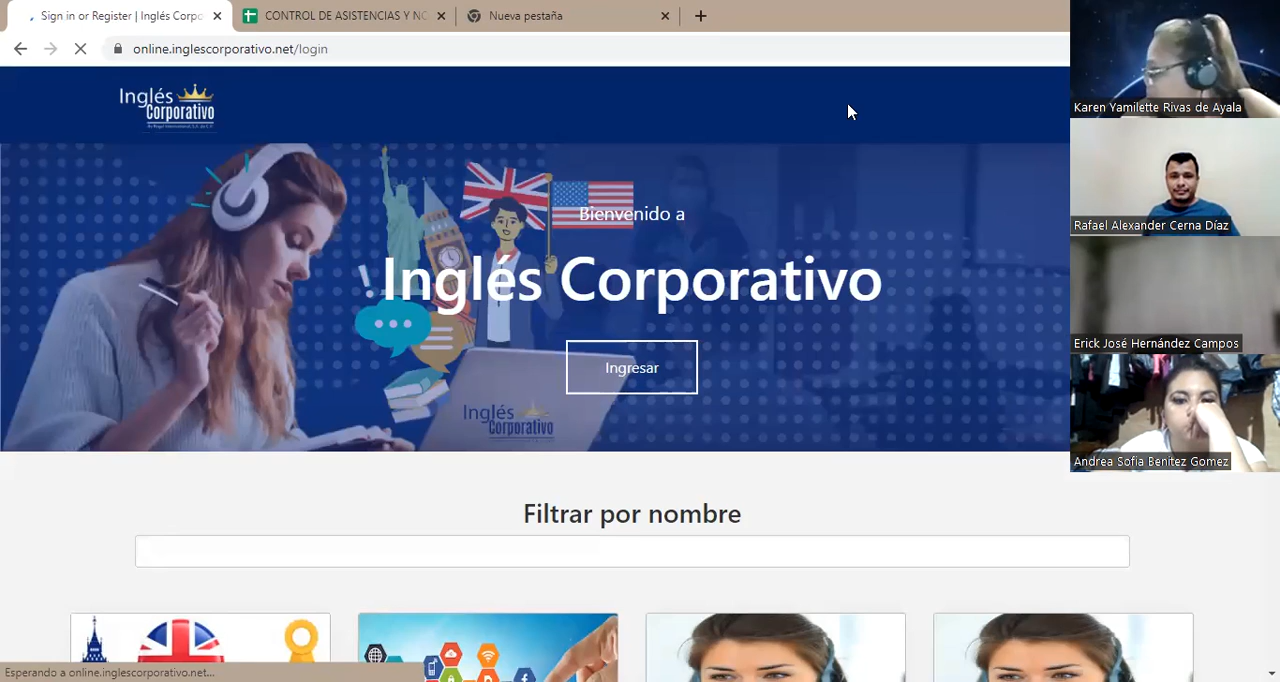 Sign in or Register | Inglés Corpo
CONTROL DE ASISTENCIAS Y NO
Nueva pestaña
online.inglescorporativo.net/login
Inglés
Corporativo
Bienvenido a
Inglés Corporativo
Ingresar
Inglés
Corporativo
Filtrar por nombre
Esperando a online.inglescorporativo.net...
Karen Yamilette Rivas de Ayala
Rafael Alexander Cerna Díaz
Erick José Hernández Campos
Andrea Sofia Benitez Gomez